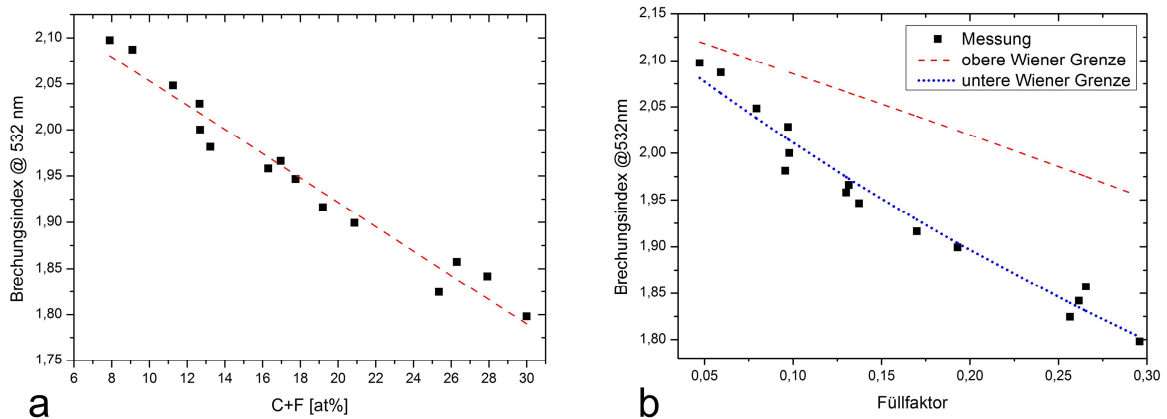 2,10
2,05
2,00
1,95
1,90
1,85
1,80
1,75
Brechungsindex @ 532 nm
6 8 10 12 14 16 18 20 22 24 26 28 30
C+F [at%]
a
2,15
2,10
2,05
2,00
1,95
1,90
1,85
1,80
Brechungsindex @532nm
Messung
obere Wiener Grenze
untere Wiener Grenze
0,05 0,10 0,15 0,20 0,25 0,30
Füllfaktor
b